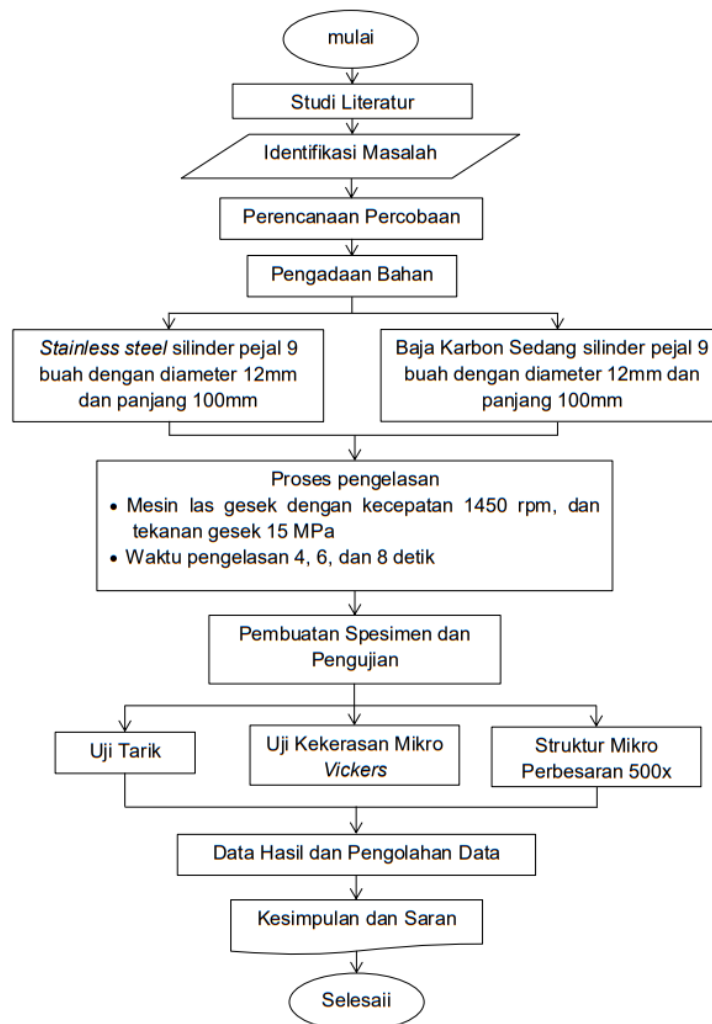 mulai
Studi Literatur
Identifikasi Masalah
Perencanaan Percobaan
Pengadaan Bahan
Stainless steel silinder pejal 9
buah dengan diameter 12mm
dan panjang 100mm
Baja Karbon Sedang silinder pejal 9
buah dengan diameter 12mm dan
panjang 100mm
Proses pengelasan
• Mesin las gesek dengan kecepatan 1450 rpm, dan
tekanan gesek 15 MPa
• Waktu pengelasan 4, 6, dan 8 detik
Pembuatan Spesimen dan
Pengujian
Uji Tarik
Uji Kekerasan Mikro
Vickers
Struktur Mikro
Perbesaran 500x
Data Hasil dan Pengolahan Data
Kesimpulan dan Saran
Selesaii